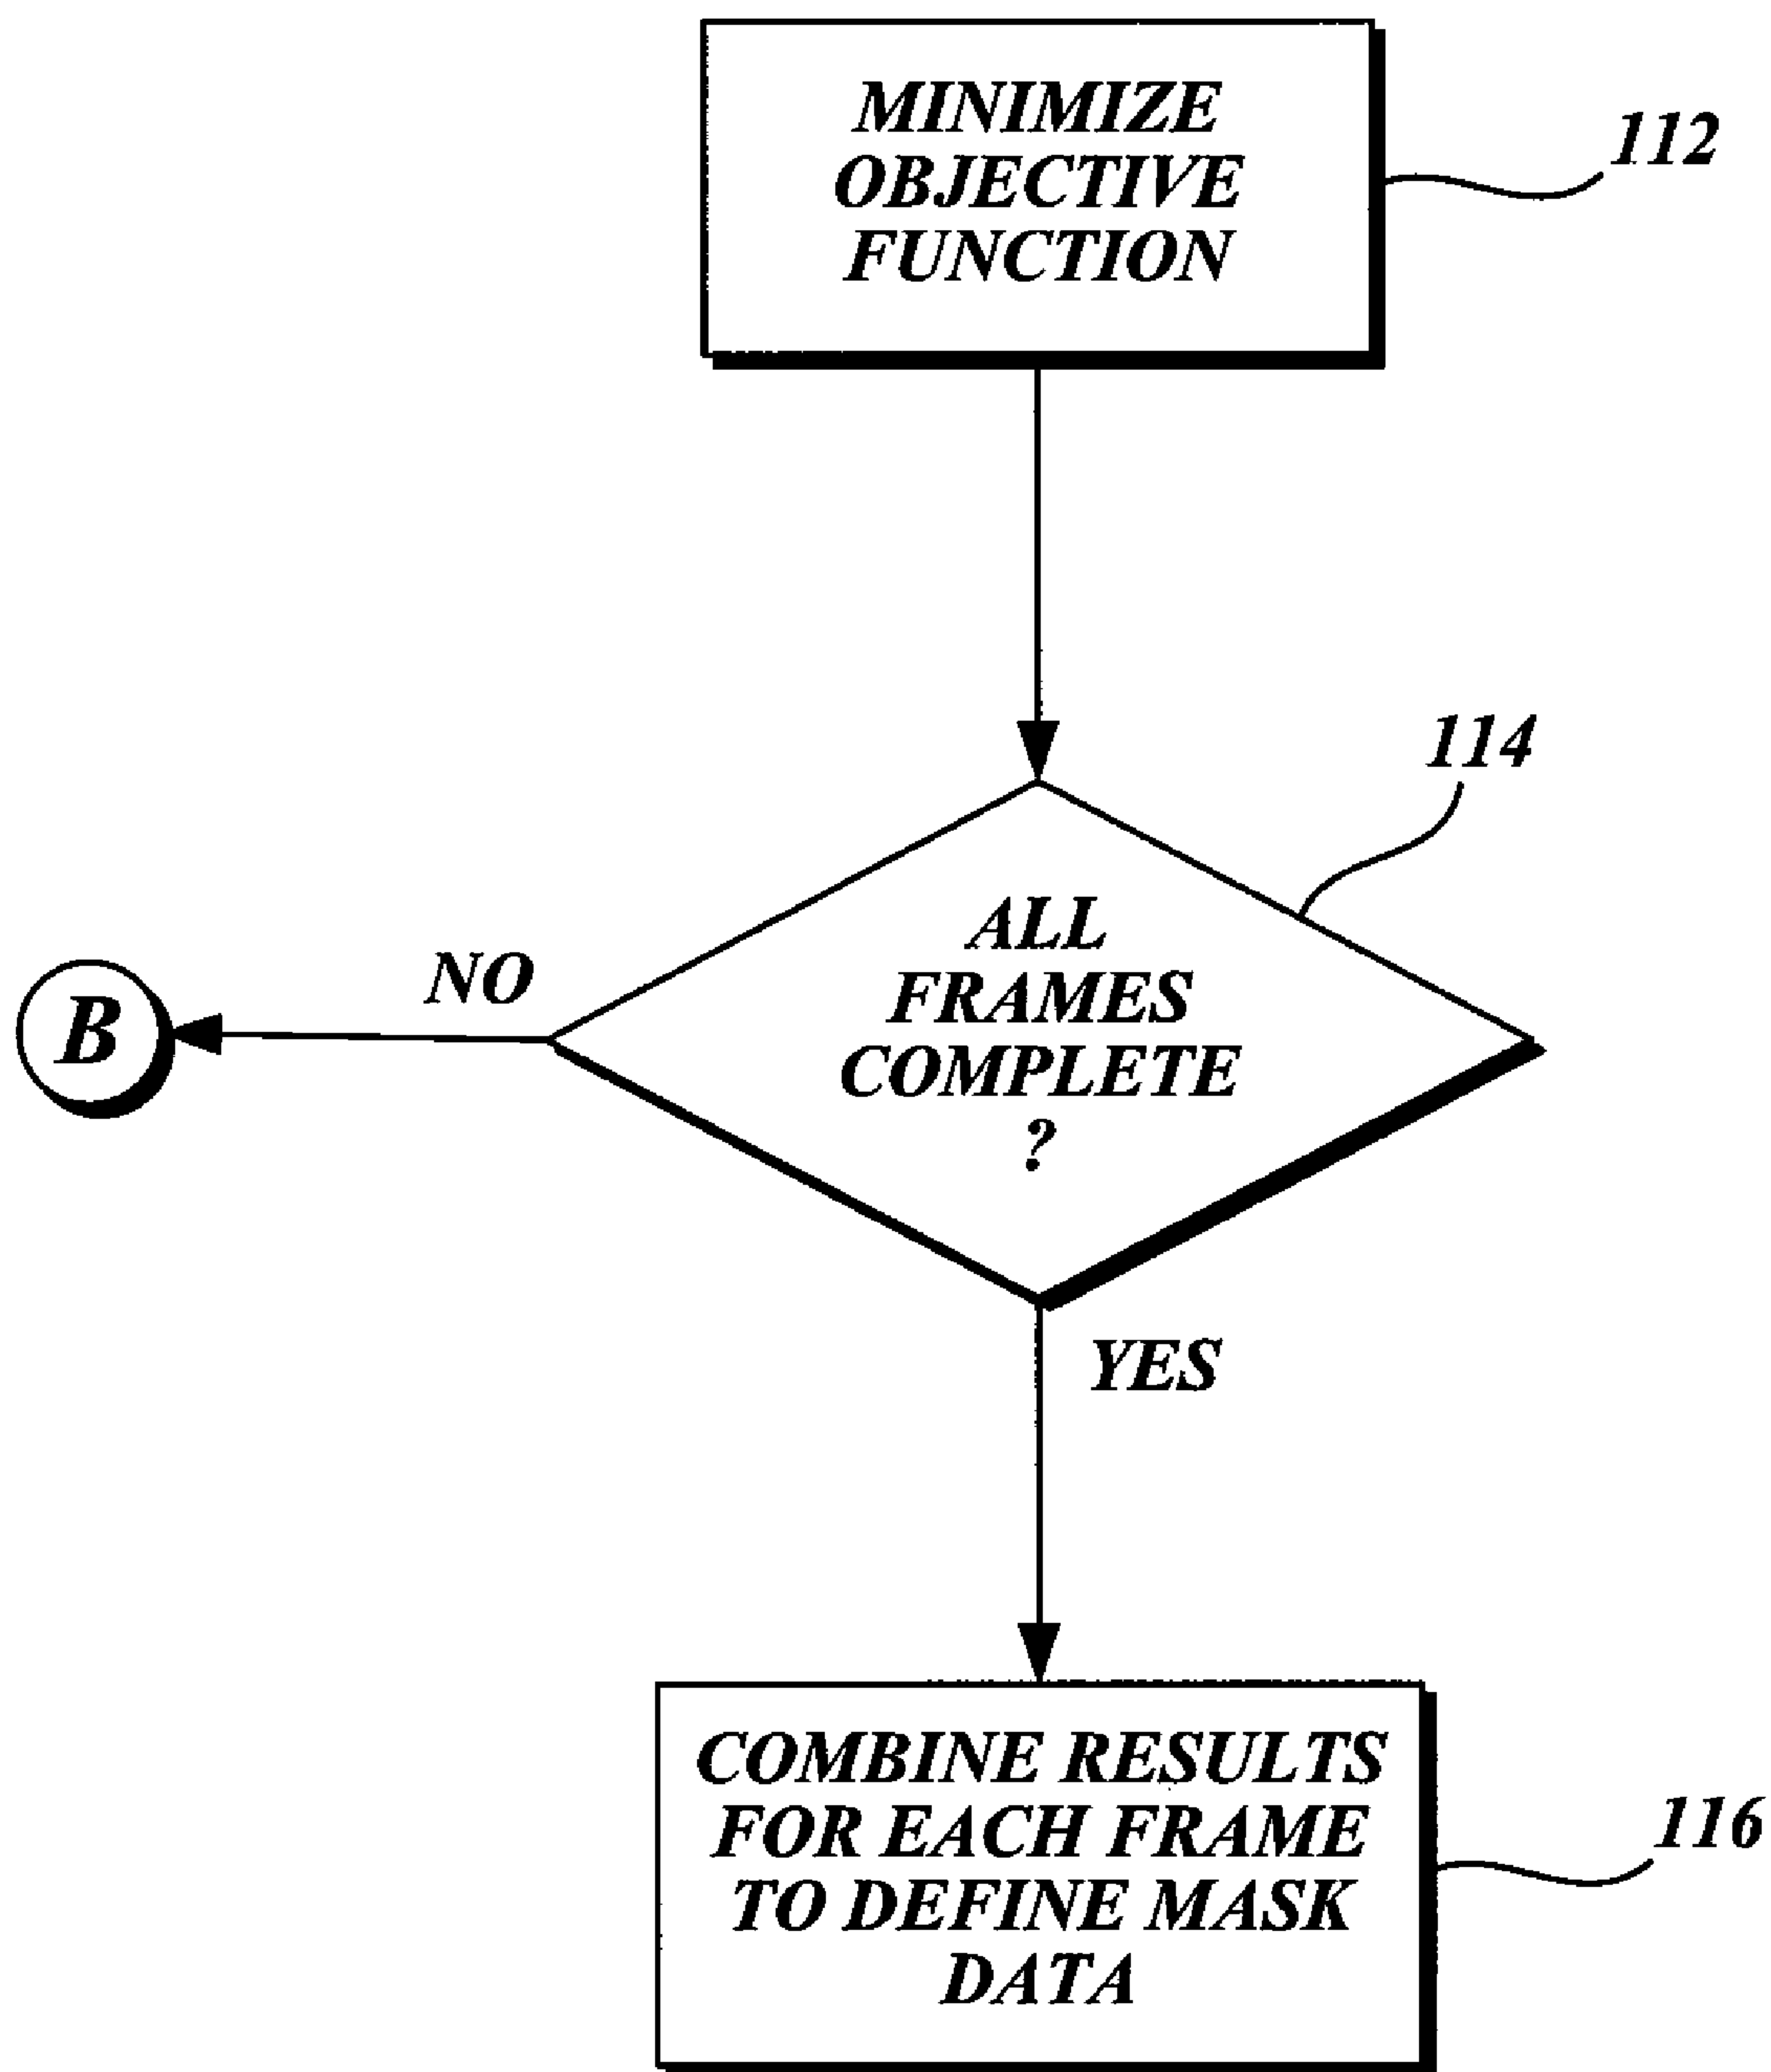 MINIMIZE
OBJECTIVE
FUNCTION
112
114
ALL
FRAMES
COMPLETE
?
NO
B
YES
COMBINE RESULTS
FOR EACH FRAME
TO DEFINE MASK
DATA
116